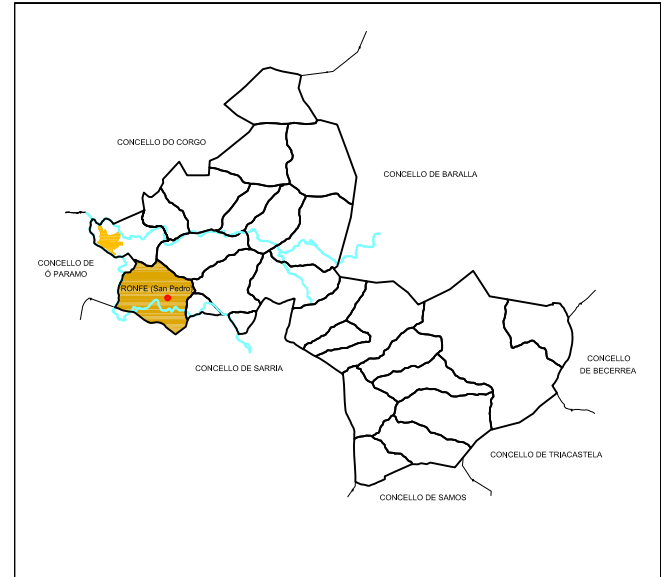 CONCELLO DO CORGO
CONCELLO DE BARALLA
CONCELLO DE
Ó PARAMO
RONFE (San Pedro)
CONCELLO DE SARRIA
CONCELLO
DE BECERREA
CONCELLO DE TRIACASTELA
CONCELLO DE SAMOS